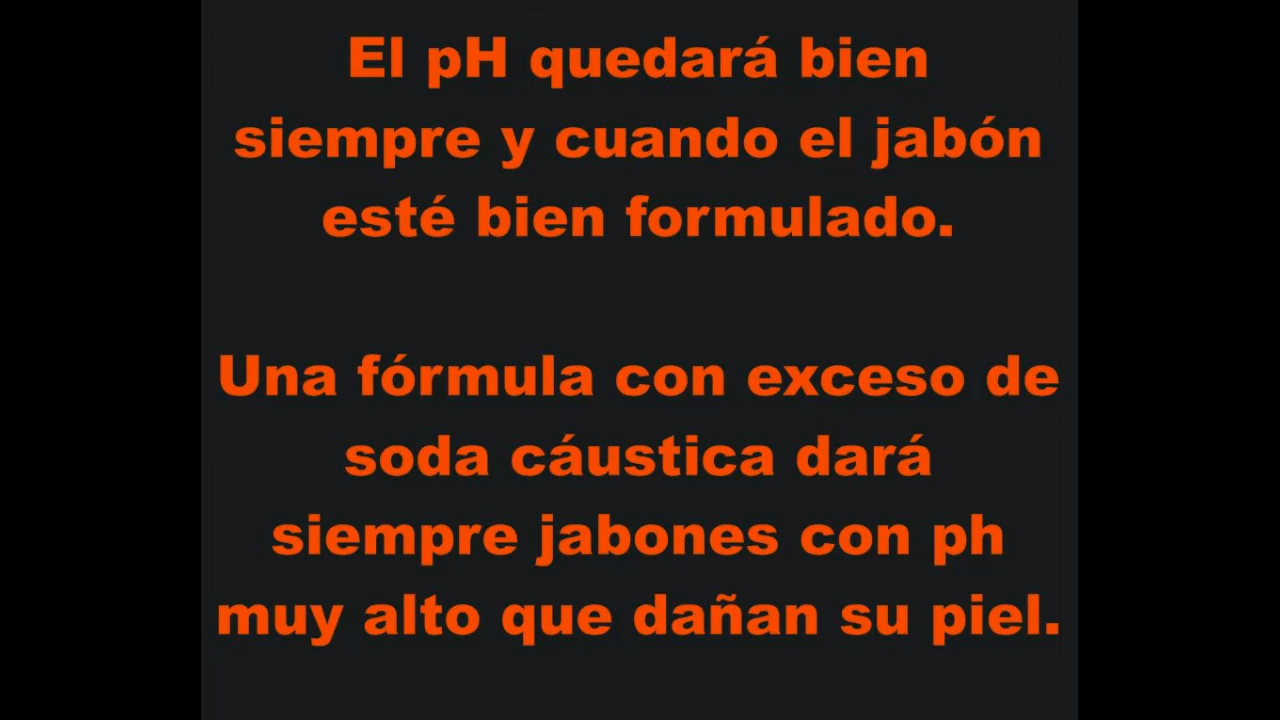 El pH quedará bien
siempre y cuando el jabón
esté bien formulado.
Una fórmula con exceso de
soda cáustica dará
siempre jabones con ph
muy alto que dañan su piel.